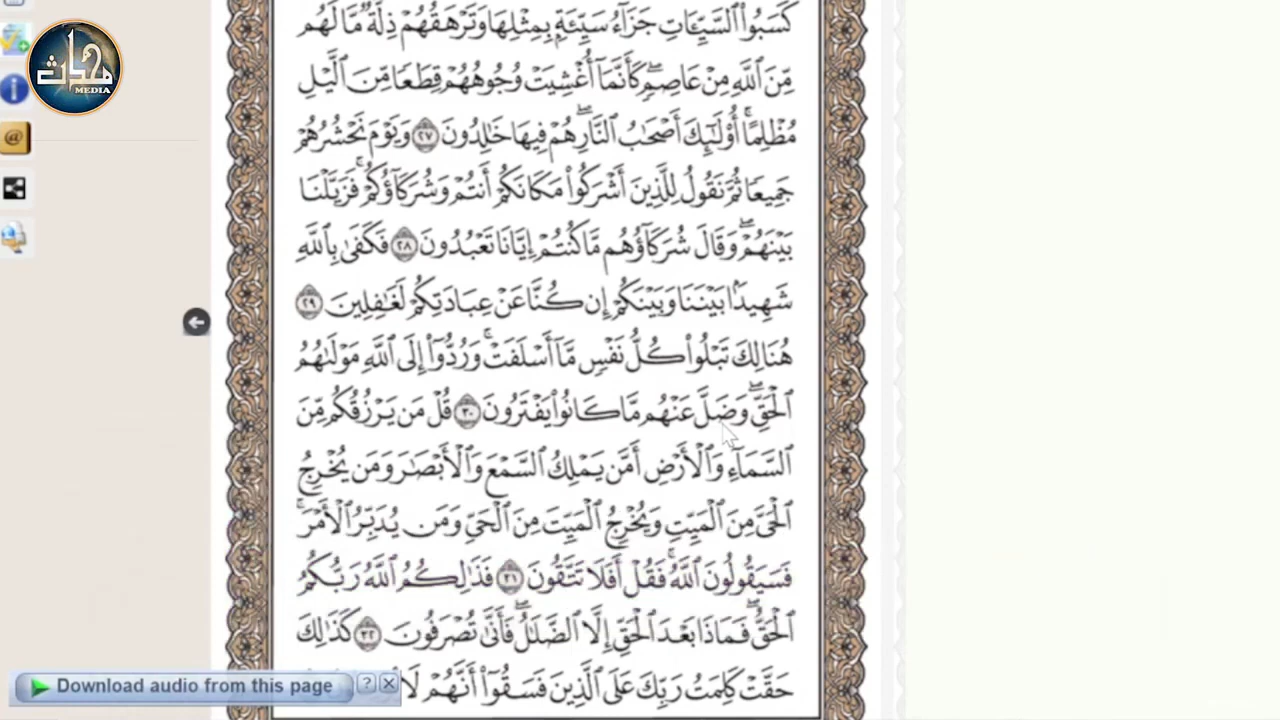 محدث
MEDIA
كَسَبُوا۟ ٱلسَّيِّـَٔاتِ جَزَآءُ سَيِّئَةٍۭ بِمِثْلِهَا وَتَرْهَقُهُمْ ذِلَّةٌ ۖ مَّا لَهُم
مِّنَ ٱللَّهِ مِنْ عَاصِمٍ ۖ كَأَنَّمَآ أُغْشِيَتْ وُجُوهُهُمْ قِطَعًا مِّنَ ٱلَّيْلِ
مُظْلِمًا ۚ أُو۟لَـٰٓئِكَ أَصْحَـٰبُ ٱلنَّارِ ۖ هُمْ فِيهَا خَـٰلِدُونَ ٢٧ وَيَوْمَ نَحْشُرُهُمْ
جَمِيعًا ثُمَّ نَقُولُ لِلَّذِينَ أَشْرَكُوا۟ مَكَانَكُمْ أَنتُمْ وَشُرَكَآؤُكُمْ ۚ فَزَيَّلْنَا
بَيْنَهُمْ ۖ وَقَالَ شُرَكَآؤُهُم مَّا كُنتُمْ إِيَّانَا تَعْبُدُونَ ٢٨ فَكَفَىٰ بِٱللَّهِ
شَهِيدًۢا بَيْنَنَا وَبَيْنَكُمْ إِن كُنَّا عَنْ عِبَادَتِكُمْ لَغَـٰفِلِينَ ٢٩
هُنَالِكَ تَبْلُوا۟ كُلُّ نَفْسٍ مَّآ أَسْلَفَتْ ۚ وَرُدُّوٓا۟ إِلَى ٱللَّهِ مَوْلَىٰهُمُ
ٱلْحَقِّ ۖ وَضَلَّ عَنْهُم مَّا كَانُوا۟ يَفْتَرُونَ ٣٠ قُلْ مَن يَرْزُقُكُم مِّنَ
ٱلسَّمَآءِ وَٱلْأَرْضِ أَمَّن يَمْلِكُ ٱلسَّمْعَ وَٱلْأَبْصَـٰرَ وَمَن يُخْرِجُ
ٱلْحَىَّ مِنَ ٱلْمَيِّتِ وَيُخْرِجُ ٱلْمَيِّتَ مِنَ ٱلْحَىِّ وَمَن يُدَبِّرُ ٱلْأَمْرَ ۚ
فَسَيَقُولُونَ ٱللَّهُ ۚ فَقُلْ أَفَلَا تَتَّقُونَ ٣١ فَذَٰلِكُمُ ٱللَّهُ رَبُّكُمُ
ٱلْحَقُّ ۖ فَمَاذَا بَعْدَ ٱلْحَقِّ إِلَّا ٱلضَّلَـٰلُ ۖ فَأَنَّىٰ تُصْرَفُونَ ٣٢ كَذَٰلِكَ
حَقَّتْ كَلِمَتُ رَبِّكَ عَلَى ٱلَّذِينَ فَسَقُوٓا۟ أَنَّهُمْ لَا
Download audio from this page